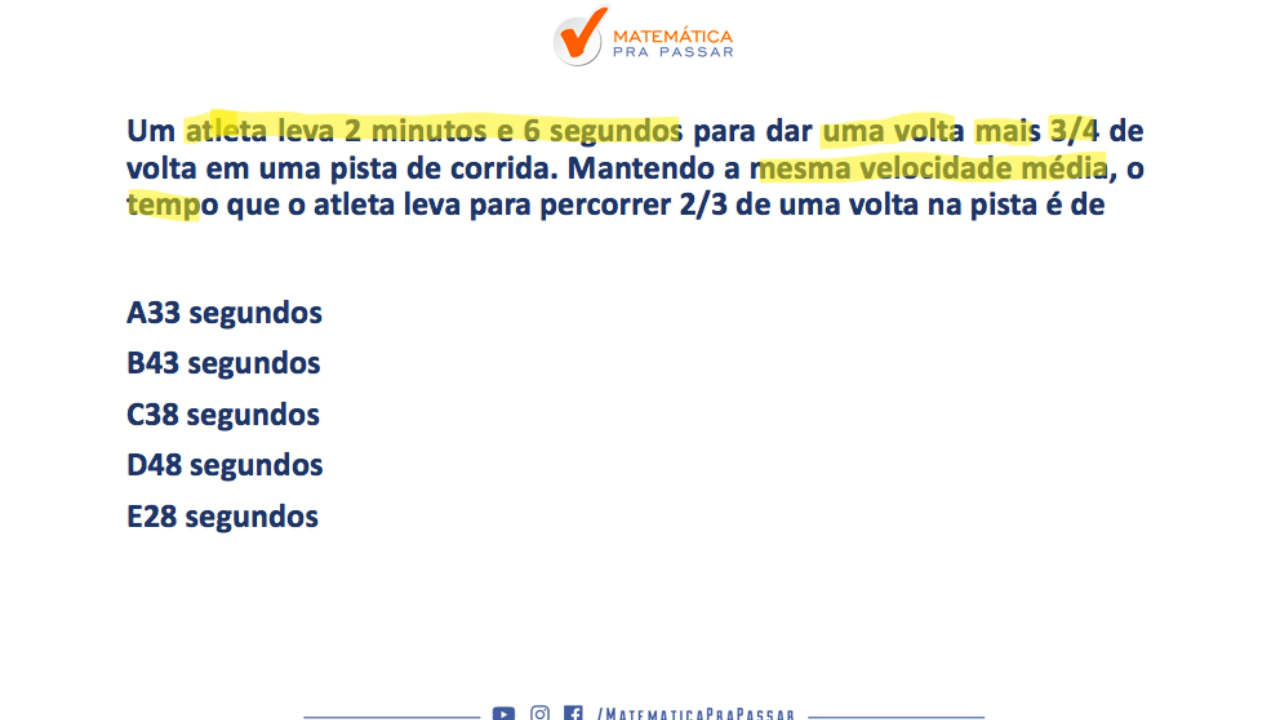 MATEMÁTICA
PRA PASSAR
Um atleta leva 2 minutos e 6 segundos para dar uma volta mais 3/4 de
volta em uma pista de corrida. Mantendo a mesma velocidade média, o
tempo que o atleta leva para percorrer 2/3 de uma volta na pista é de
A33 segundos
B43 segundos
C38 segundos
D48 segundos
E28 segundos
/MATEMATICAPRAPASSAR